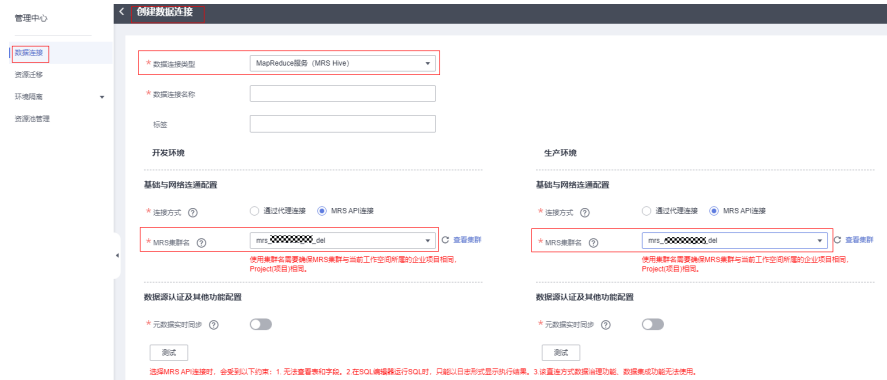 管理中心
创建数据连接
数据连接
资源迁移
环境隔离
资源池管理
* 数据连接类型 MapReduce服务（MRS Hive）
* 数据连接名称
标签
开发环境 生产环境
基础与网络连通配置 基础与网络连通配置
* 连接方式 通过代理连接 MRS API连接 * 连接方式 通过代理连接 MRS API连接
* MRS集群名 mrs_ _del 查看集群 * MRS集群名 mrs_ _del 查看集群
使用集群名需要确保MRS集群与当前工作空间所属的企业项目相同、 使用集群名需要确保MRS集群与当前工作空间所属的企业项目相同、
Project(项目)相同。 Project(项目)相同。
数据源认证及其他功能配置 数据源认证及其他功能配置
* 元数据实时同步 * 元数据实时同步
测试 测试
选择MRS API连接时，会受到以下约束：1. 无法查看表和字段。2.在SQL编辑器运行SQL时，只能以日志形式显示执行结果。3.该直连方式数据治理功能、数据集成功能无法使用。